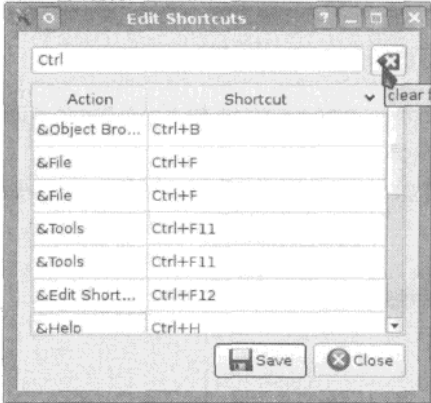 Edit Shortcuts
Ctrl
clear f
Action Shortcut
&Object Bro... Ctrl+B
&File Ctrl+F
&File Ctrl+F
&Tools Ctrl+F11
&Tools Ctrl+F11
&Edit Short... Ctrl+F12
&Help Ctrl+H
Save Close